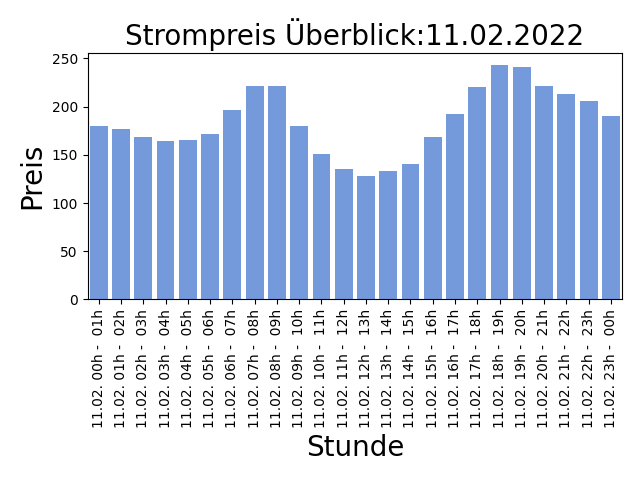 Strompreis Überblick:11.02.2022
Preis
250
200
150
100
50
0
11.02. 00h - 01h
11.02. 01h - 02h
11.02. 02h - 03h
11.02. 03h - 04h
11.02. 04h - 05h
11.02. 05h - 06h
11.02. 06h - 07h
11.02. 07h - 08h
11.02. 08h - 09h
11.02. 09h - 10h
11.02. 10h - 11h
11.02. 11h - 12h
11.02. 12h - 13h
11.02. 13h - 14h
11.02. 14h - 15h
11.02. 15h - 16h
11.02. 16h - 17h
11.02. 17h - 18h
11.02. 18h - 19h
11.02. 19h - 20h
11.02. 20h - 21h
11.02. 21h - 22h
11.02. 22h - 23h
11.02. 23h - 00h
Stunde